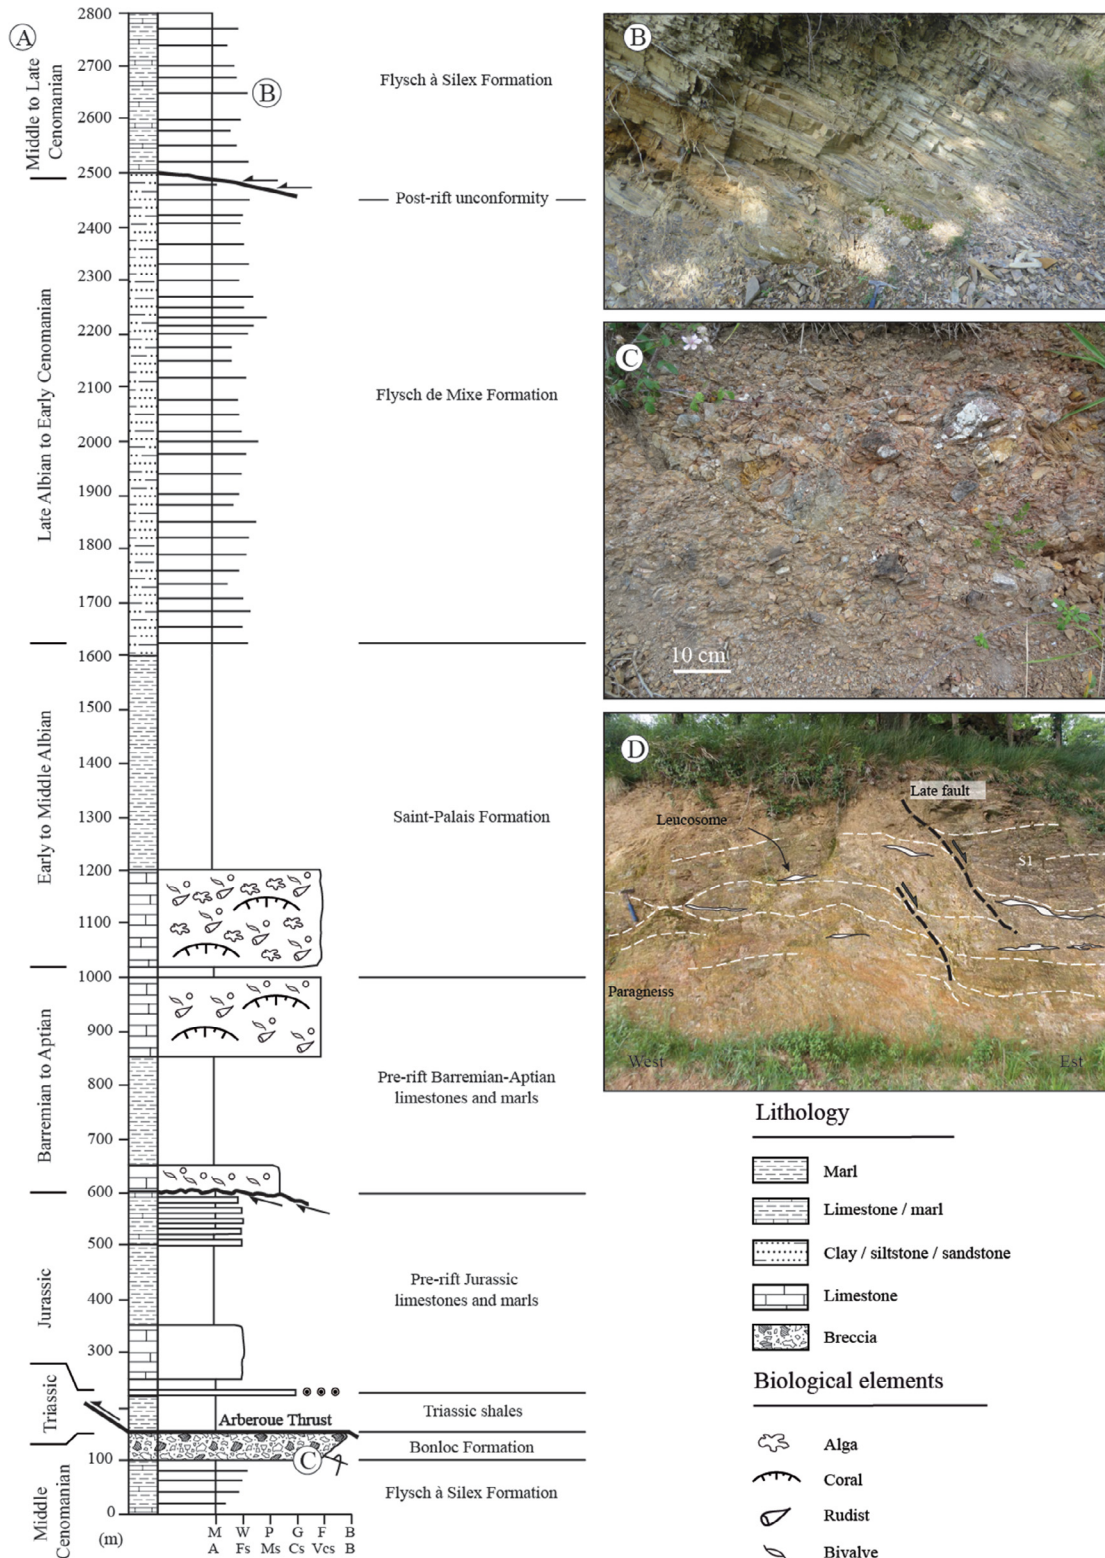 A
2800
2700
2600
2500
2400
2300
2200
2100
2000
1900
1800
1700
1600
1500
1400
1300
1200
1100
1000
900
800
700
600
500
400
300
100
0
(m)
Middle to Late
Cenomanian
Late Albian to Early Cenomanian
Early to Middle Albian
Barremian to Aptian
Jurassic
Triassic
Middle
Cenomanian
B
Arberoue Thrust
C
M W P G F B
A Fs Ms Cs Vcs B
Flysch à Silex Formation
Post-rift unconformity
Flysch de Mixe Formation
Saint-Palais Formation
Pre-rift Barremian-Aptian
limestones and marls
Pre-rift Jurassic
limestones and marls
Triassic shales
Bonloc Formation
Flysch à Silex Formation
B
C
10 cm
D
Late fault
Leucosome
S1
Paragneiss
West
Est
Lithology
Marl
Limestone / marl
Clay / siltstone / sandstone
Limestone
Breccia
Biological elements
Alga
Coral
Rudist
Bivalve